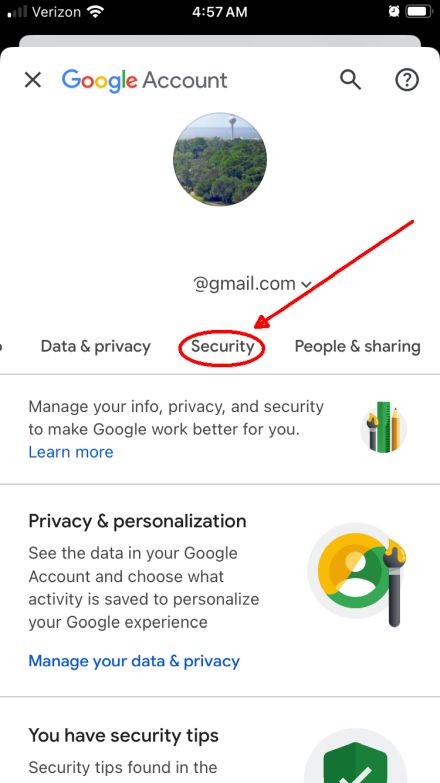 Verizon 4:57 AM
Google Account
@gmail.com
Data & privacy Security People & sharing
Manage your info, privacy, and security
to make Google work better for you.
Learn more
Privacy & personalization
See the data in your Google
Account and choose what
activity is saved to personalize
your Google experience
Manage your data & privacy
You have security tips
Security tips found in the